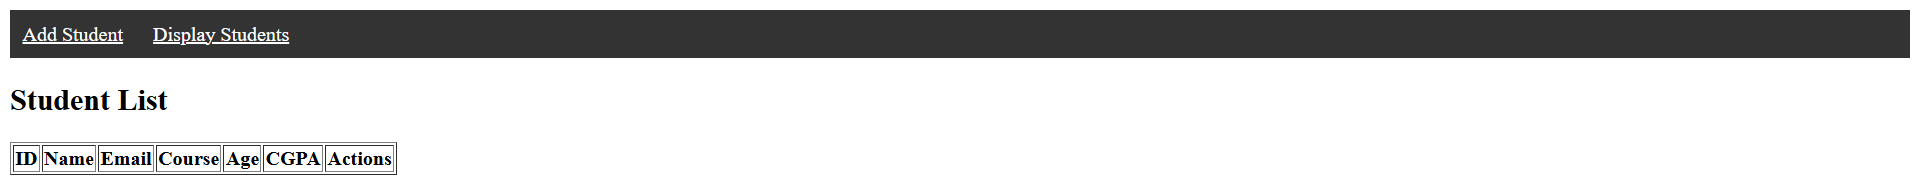 Add Student Display Students
Student List
ID Name Email Course Age CGPA Actions